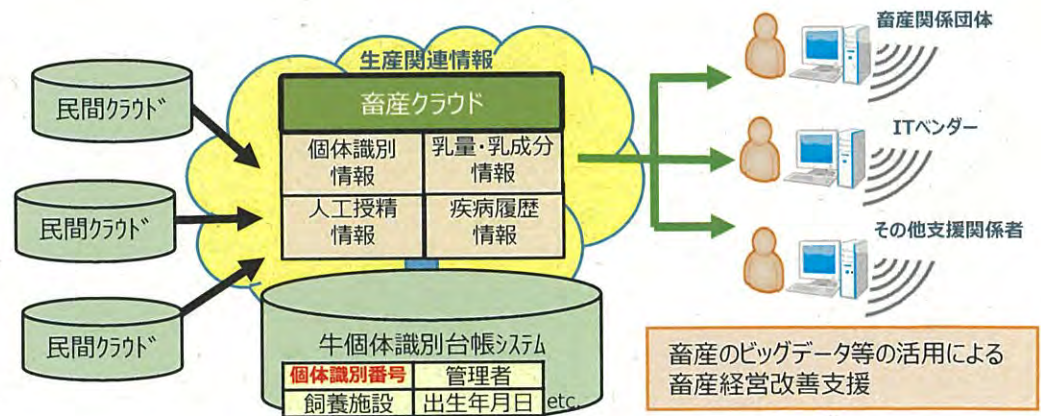 生産関連情報
民間クラウド
民間クラウド
民間クラウド
畜産クラウド
個体識別
情報
乳量・乳成分
情報
人工授精
情報
疾病履歴
情報
牛個体識別台帳システム
個体識別番号
管理者
飼養施設
出生年月日
etc.
畜産関係団体
ITベンダー
その他支援関係者
畜産のビッグデータ等の活用による
畜産経営改善支援